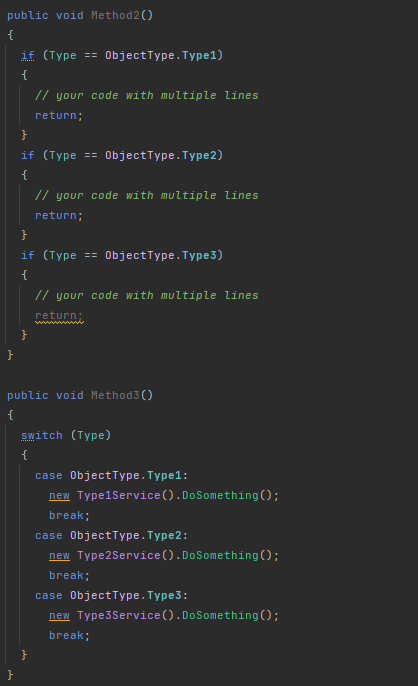 public void Method2()
{
if (Type == ObjectType.Type1)
{
// your code with multiple lines
return;
}
if (Type == ObjectType.Type2)
{
// your code with multiple lines
return;
}
if (Type == ObjectType.Type3)
{
// your code with multiple lines
return;
}
}
public void Method3()
{
switch (Type)
{
case ObjectType.Type1:
new Type1Service().DoSomething();
break;
case ObjectType.Type2:
new Type2Service().DoSomething();
break;
case ObjectType.Type3:
new Type3Service().DoSomething();
break;
}
}